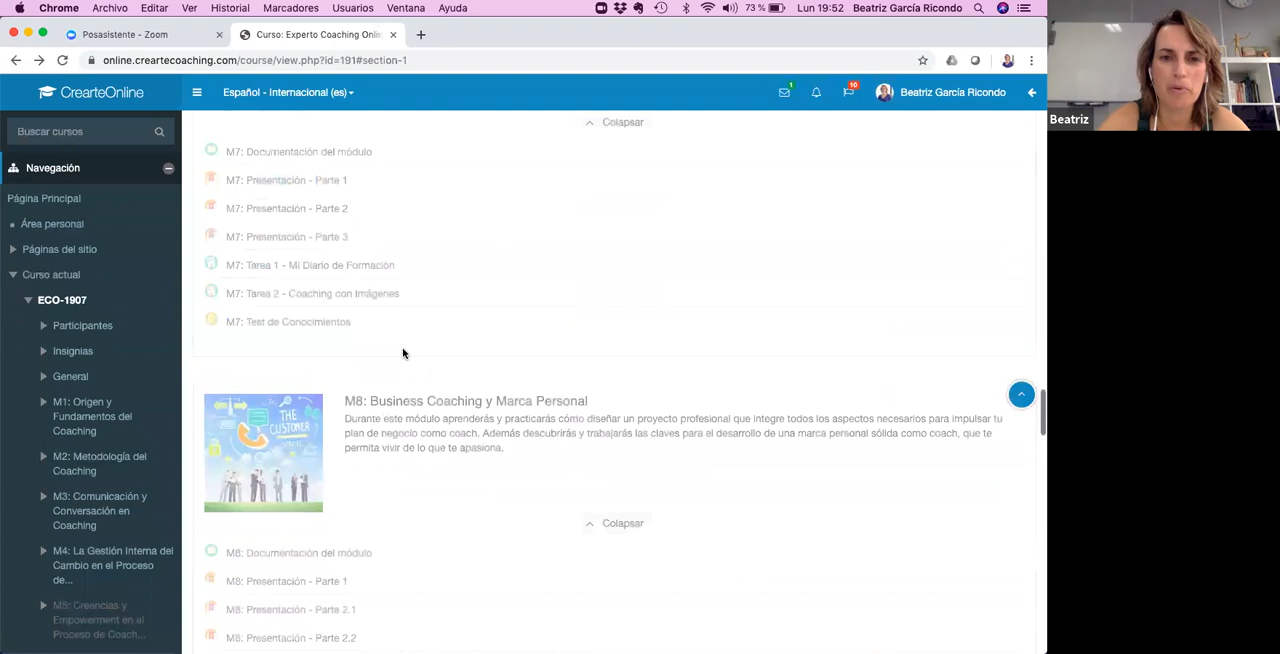 Chrome Archivo Editar Ver Historial Marcadores Usuarios Ventana Ayuda 73 % Lun 19:52 Beatriz García Ricondo
Posasistente - Zoom Curso: Experto Coaching Onlin
online.creartecoaching.com/course/view.php?id=191#section-1
CrearteOnline Español - Internacional (es) 1 10 Beatriz García Ricondo
Beatriz
Buscar cursos
Navegación
Página Principal
Área personal
Páginas del sitio
Curso actual
ECO-1907
Participantes
Insignias
General
M1: Origen y
Fundamentos del
Coaching
M2: Metodología del
Coaching
M3: Comunicación y
Conversación en
Coaching
M4: La Gestión Interna del
Cambio en el Proceso
de...
M5: Creencias y
Empowerment en el
Proceso de Coach...
Colapsar
M7: Documentación del módulo
M7: Presentación - Parte 1
M7: Presentación - Parte 2
M7: Presentación - Parte 3
M7: Tarea 1 - Mi Diario de Formación
M7: Tarea 2 - Coaching con Imágenes
M7: Test de Conocimientos
THE
CUSTOMER
M8: Business Coaching y Marca Personal
Durante este módulo aprenderás y practicarás cómo diseñar un proyecto profesional que integre todos los aspectos necesarios para impulsar tu
plan de negocio como coach. Además descubrirás y trabajarás las claves para el desarrollo de una marca personal sólida como coach, que te
permita vivir de lo que te apasiona.
Colapsar
M8: Documentación del módulo
M8: Presentación - Parte 1
M8: Presentación - Parte 2.1
M8: Presentación - Parte 2.2